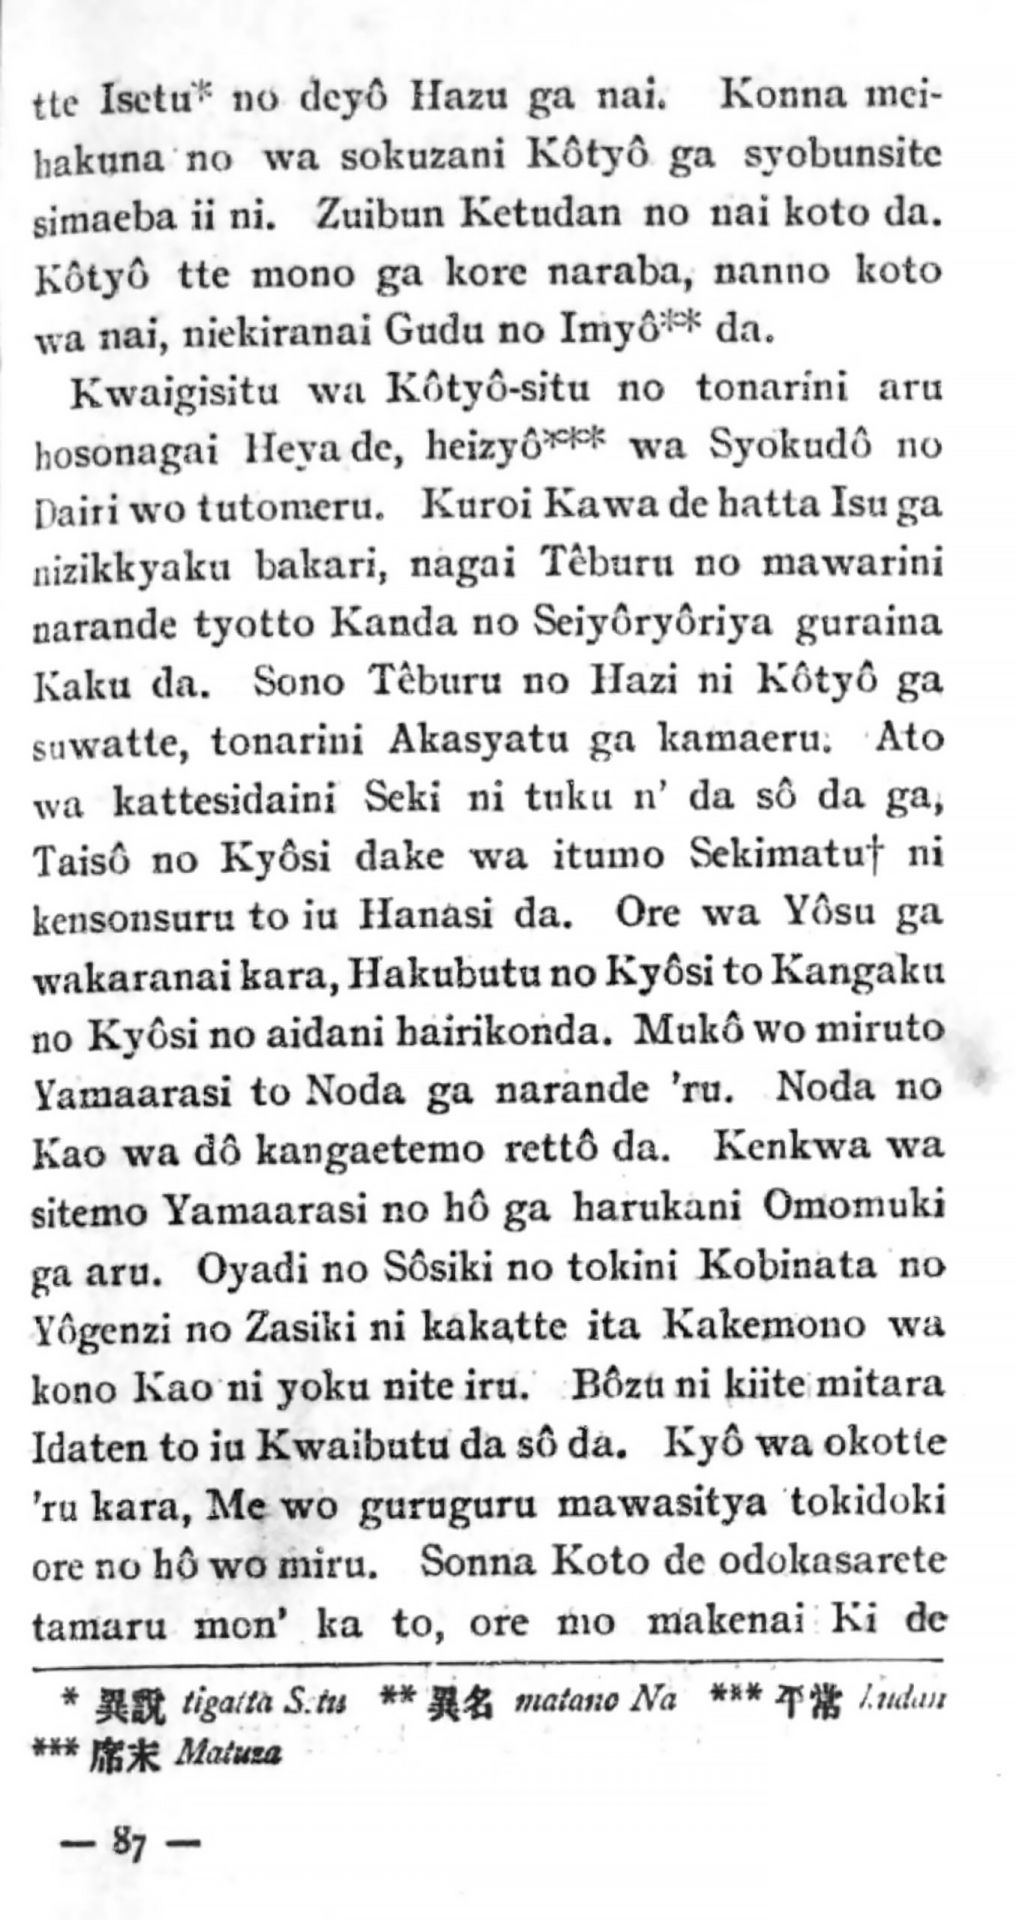 tte Isetu* no deyô Hazu ga nai. Konna mei-
hakuna no wa sokuzani Kôtyô ga syobunsite
simaeba ii ni. Zuibun Ketudan no nai koto da.
Kôtyô tte mono ga kore naraba, nanno koto
wa nai, niekiranai Gudu no Imyô** da.
Kwaigisitu wa Kôtyô-situ no tonarini aru
hosonagai Heya de, heizyô*** wa Syokudô no
Dairi wo tutomeru. Kuroi Kawa de hatta Isu ga
nizikkyaku bakari, nagai Têburu no mawarini
narande tyotto Kanda no Seiyôryôriya guraina
Kaku da. Sono Têburu no Hazi ni Kôtyô ga
suwatte, tonarini Akasyatu ga kamaeru. Ato
wa kattesidaini Seki ni tuku n' da sô da ga,
Taisô no Kyôsi dake wa itumo Sekimatu† ni
kensonsuru to iu Hanasi da. Ore wa Yôsu ga
wakaranai kara, Hakubutu no Kyôsi to Kangaku
no Kyôsi no aidani hairikonda. Mukô wo miruto
Yamaarasi to Noda ga narande 'ru. Noda no
Kao wa dô kangaetemo rettô da. Kenkwa wa
sitemo Yamaarasi no hô ga harukani Omomuki
ga aru. Oyadi no Sôsiki no tokini Kobinata no
Yôgenzi no Zasiki ni kakatte ita Kakemono wa
kono Kao ni yoku nite iru. Bôzu ni kiite mitara
Idaten to iu Kwaibutu da sô da. Kyô wa okotte
'ru kara, Me wo guruguru mawasitya tokidoki
ore no hô wo miru. Sonna Koto de odokasarete
tamaru mon' ka to, ore mo makenai Ki de
* 異說 tigatta Setu ** 異名 matano Na *** 平常 Hudan
*** 席末 Matuza
— 87 —